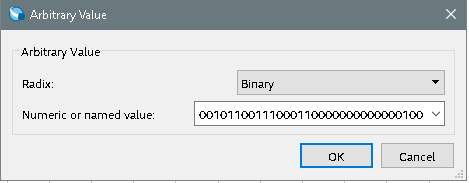 Arbitrary Value
Arbitrary Value
Radix: Binary
Numeric or named value: 00101100111000110000000000000100
OK Cancel